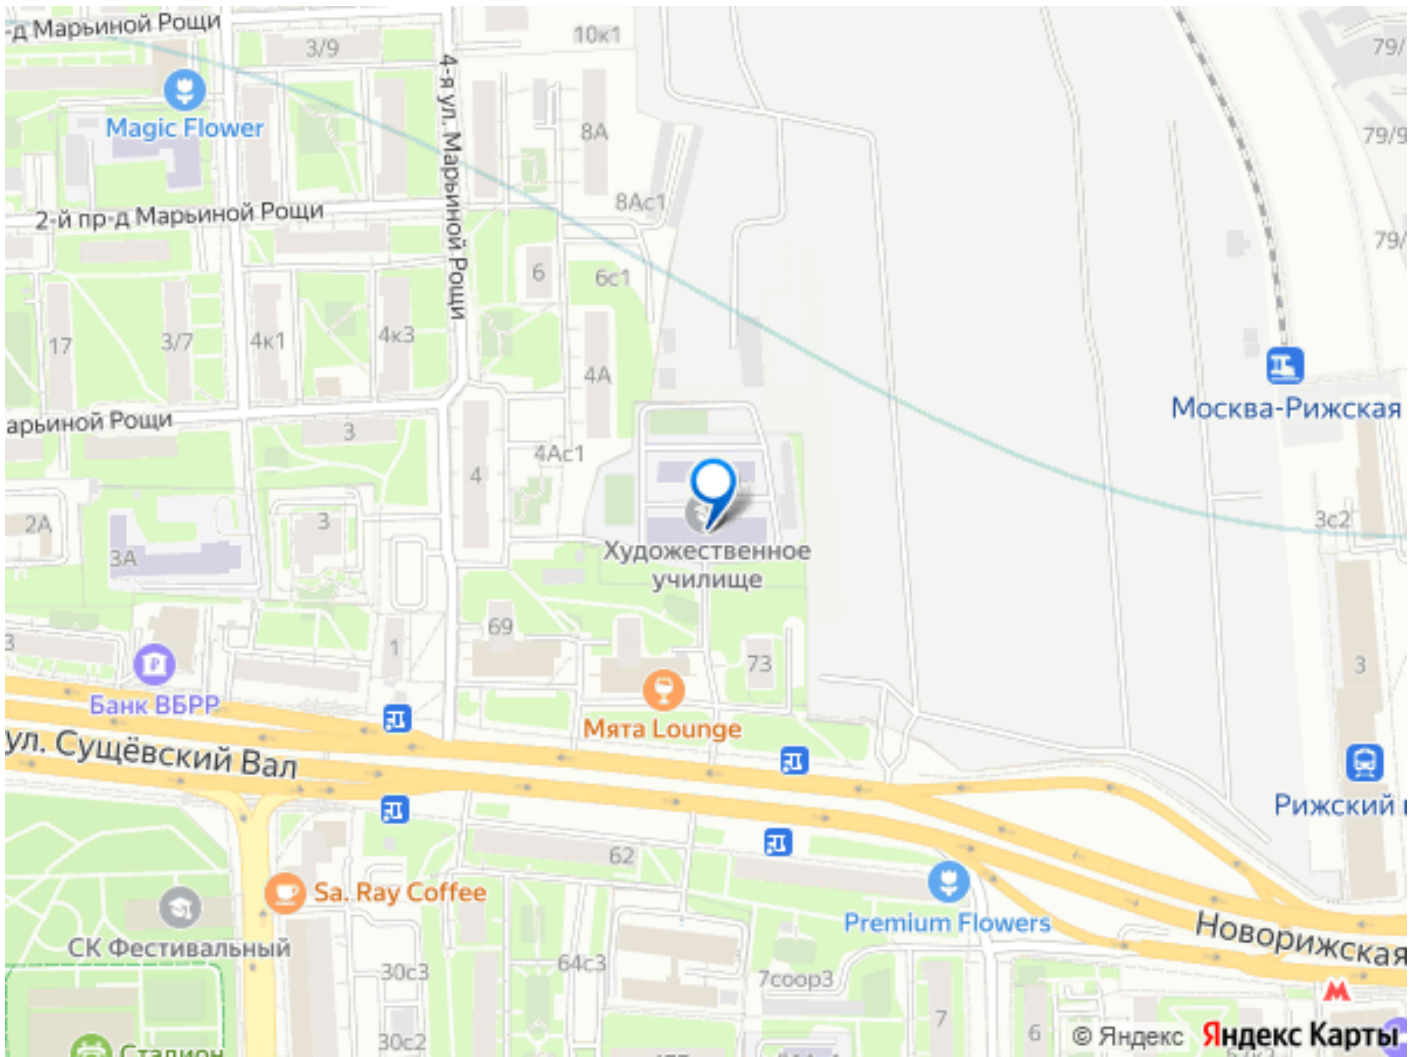 -д Марьиной Рощи
3/9
10к1
79/
4-я ул. Марьиной Рощи
Magic Flower
8А
79/9
8Ас1
2-й пр-д Марьиной Рощи
79/
6
6с1
17
3/7
4к1
4к3
4А
Москва-Рижская
арьиной Рощи
3
4Ас1
4
2А
3
3с2
3А
Художественное
училище
69
3
1
73
3
Банк ВБРР
Мята Lounge
ул. Сущёвский Вал
Рижский
62
Sa. Ray Coffee
Premium Flowers
Новорижская
СК Фестивальный
30с3
64с3
7соор3
7
6
30с2
Стадион
© Яндекс Яндекс Карты